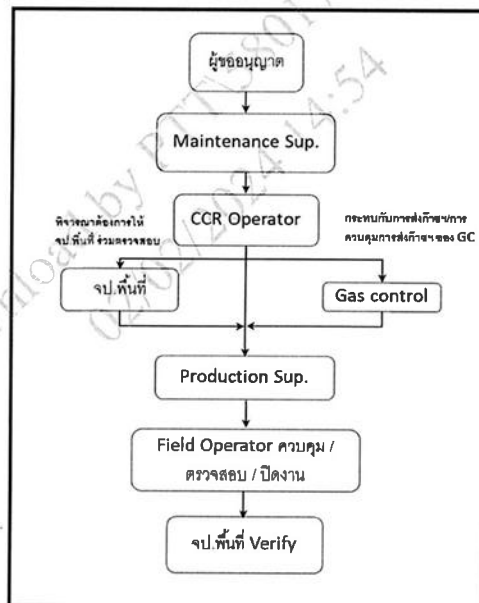 ผู้ขออนุญาต
Maintenance Sup.
CCR Operator
พิจารณาต้องการให้
จป.พื้นที่ ร่วมตรวจสอบ
กระทบกับการส่งก๊าซฯ/การ
ควบคุมการส่งก๊าซฯ ของ GC
จป.พื้นที่
Gas control
Production Sup.
Field Operator ควบคุม /
ตรวจสอบ / ปิดงาน
จป.พื้นที่ Verify
02/02/2024 14:54